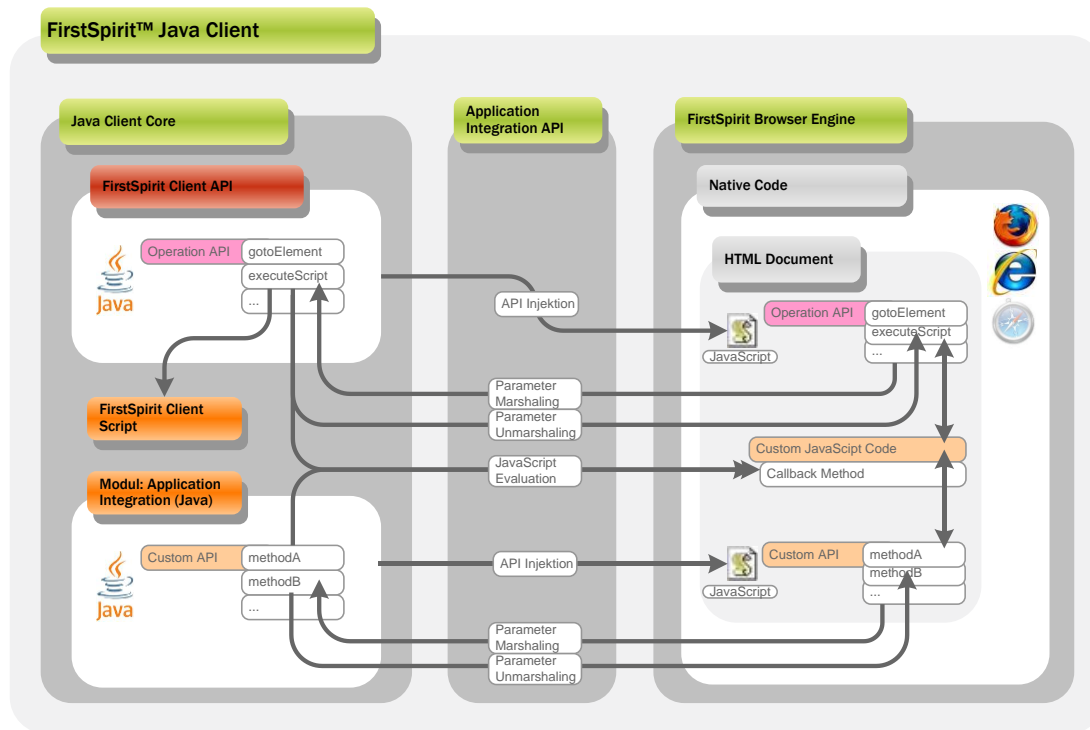 FirstSpirit™ Java Client
Java Client Core
Application
Integration API
FirstSpirit Browser Engine
FirstSpirit Client API
Native Code
HTML Document
Java
Operation API
gotoElement
executeScript
...
API Injektion
JavaScript
Operation API
gotoElement
executeScript
...
Parameter
Marshaling
Parameter
Unmarshaling
FirstSpirit Client
Script
Custom JavaScipt Code
Callback Method
JavaScript
Evaluation
Modul: Application
Integration (Java)
Java
Custom API
methodA
methodB
...
API Injektion
JavaScript
Custom API
methodA
methodB
...
Parameter
Marshaling
Parameter
Unmarshaling